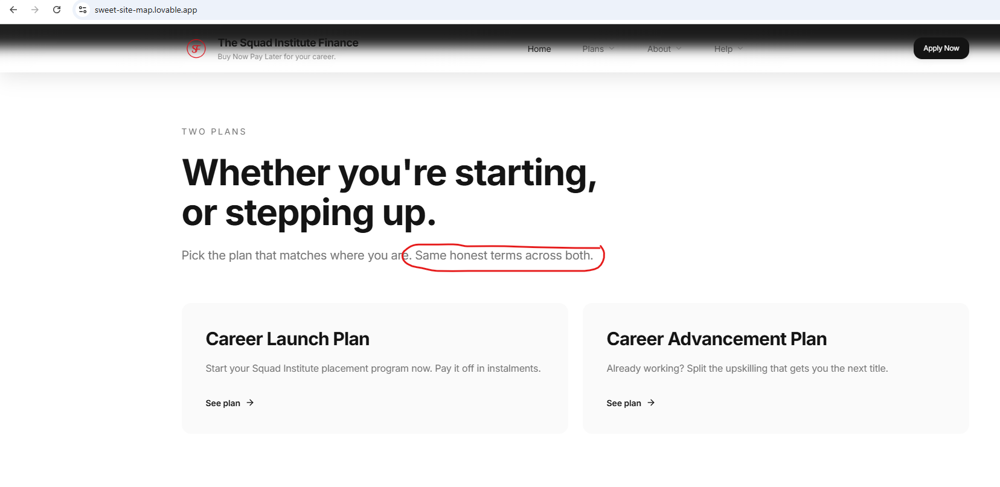 sweet-site-map.lovable.app
SF
The Squad Institute Finance
Buy Now Pay Later for your career.
Home
Plans
About
Help
Apply Now
TWO PLANS
Whether you're starting,
or stepping up.
Pick the plan that matches where you are. Same honest terms across both.
Career Launch Plan
Start your Squad Institute placement program now. Pay it off in instalments.
See plan →
Career Advancement Plan
Already working? Split the upskilling that gets you the next title.
See plan →